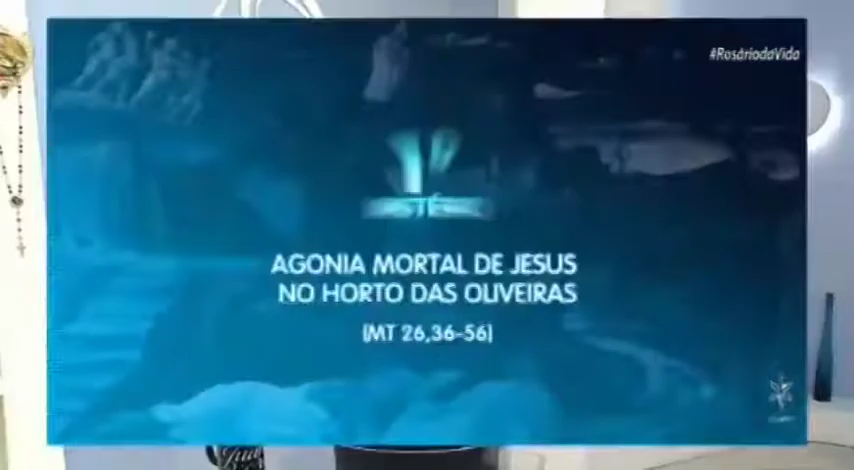 #RosáriodaVida
1º
MISTÉRIO
AGONIA MORTAL DE JESUS
NO HORTO DAS OLIVEIRAS
(MT 26,36-56)